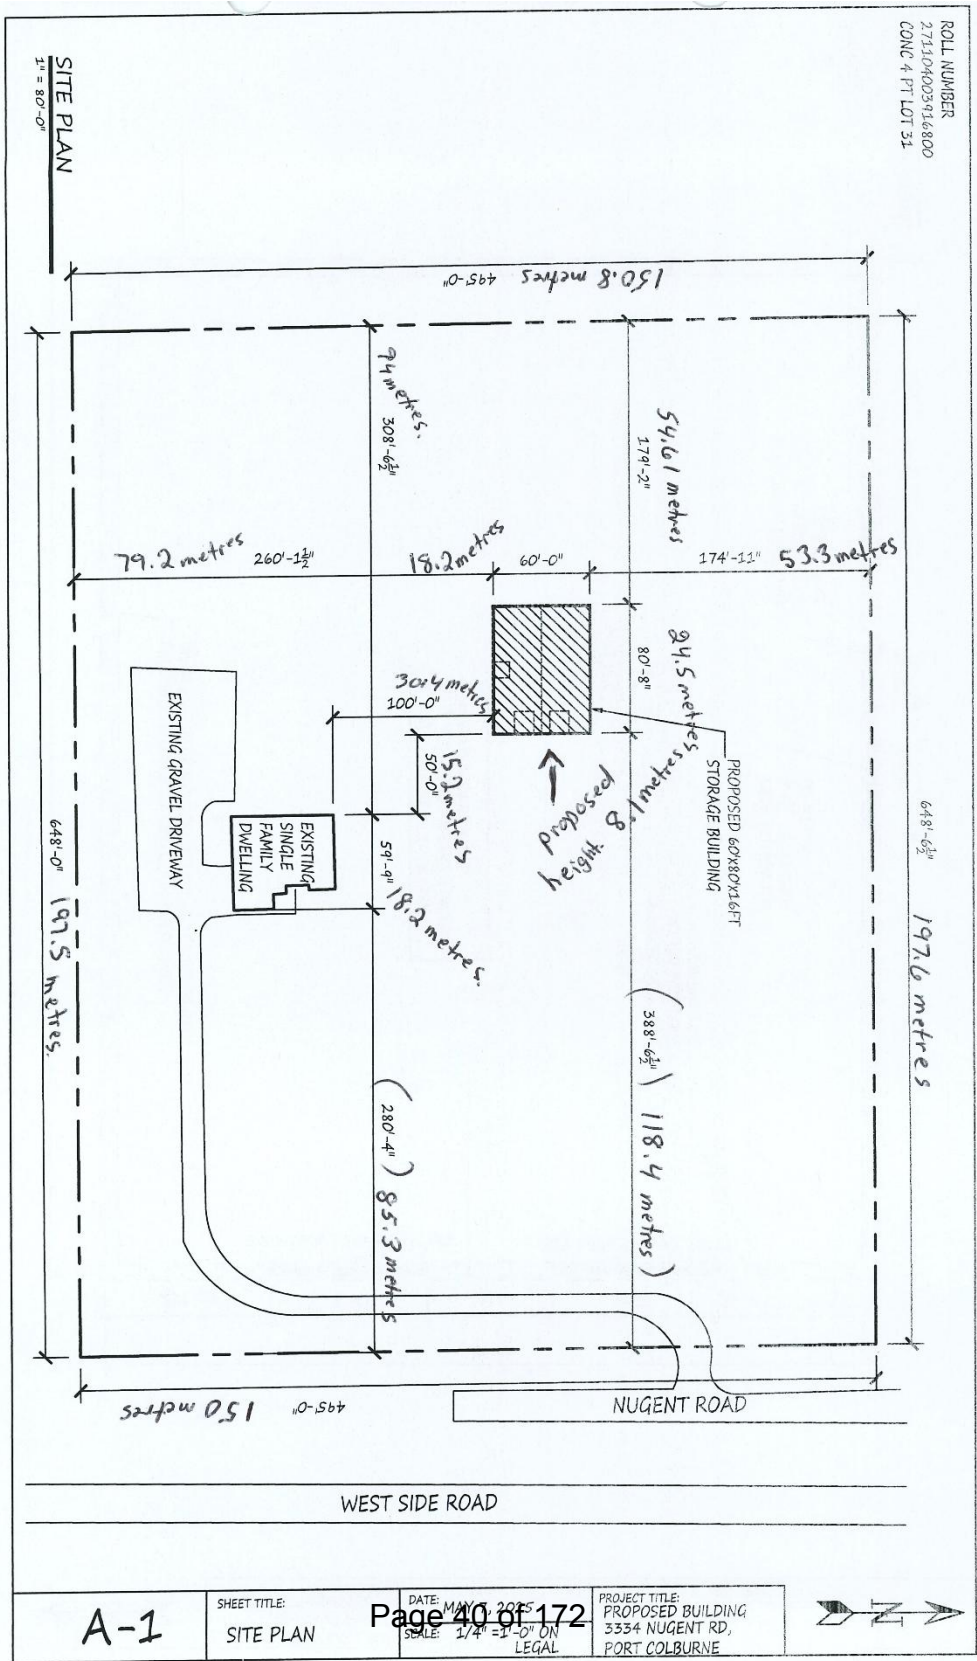 ROLL NUMBER
271104003916800
CONC 4 PT LOT 31
SITE PLAN
1" = 80'-0"
150.8 metres 495'-0"
94 metres.
308'-6½"
54.61 metres
179'-2"
79.2 metres 260'-1½" 18.2 metres 60'-0" 174'-11" 53.3 metres
24.5 metres
80'-8"
30.4 metres
100'-0"
15.2 metres
50'-0"
PROPOSED 60'x80'x16FT
STORAGE BUILDING
proposed
height. 8.1 metres
EXISTING GRAVEL DRIVEWAY
EXISTING
SINGLE
FAMILY
DWELLING
59'-9"
18.2 metres.
648'-6½" 197.6 metres
648'-0" 197.5 metres.
(388'-6½") 118.4 metres)
(280'-4") 85.3 metres
150 metres 495'-0"
NUGENT ROAD
WEST SIDE ROAD
A-1
SHEET TITLE:
SITE PLAN
DATE: MAY 7, 2025
SCALE: 1/4" =1'-0" ON
LEGAL
Page 40 of 172
PROJECT TITLE:
PROPOSED BUILDING
3334 NUGENT RD,
PORT COLBURNE
N